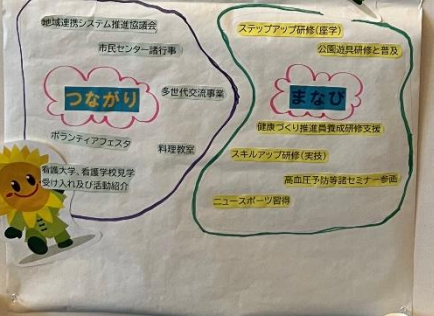 地域連携システム推進協議会
市民センター諸行事
つながり
多世代交流事業
ボランティアフェスタ
料理教室
看護大学、看護学校見学
受け入れ及び活動紹介
ステップアップ研修(座学)
公園遊具研修と普及
まなび
健康づくり推進員養成研修支援
スキルアップ研修(実技)
高血圧予防等諸セミナー参画
ニュースポーツ習得